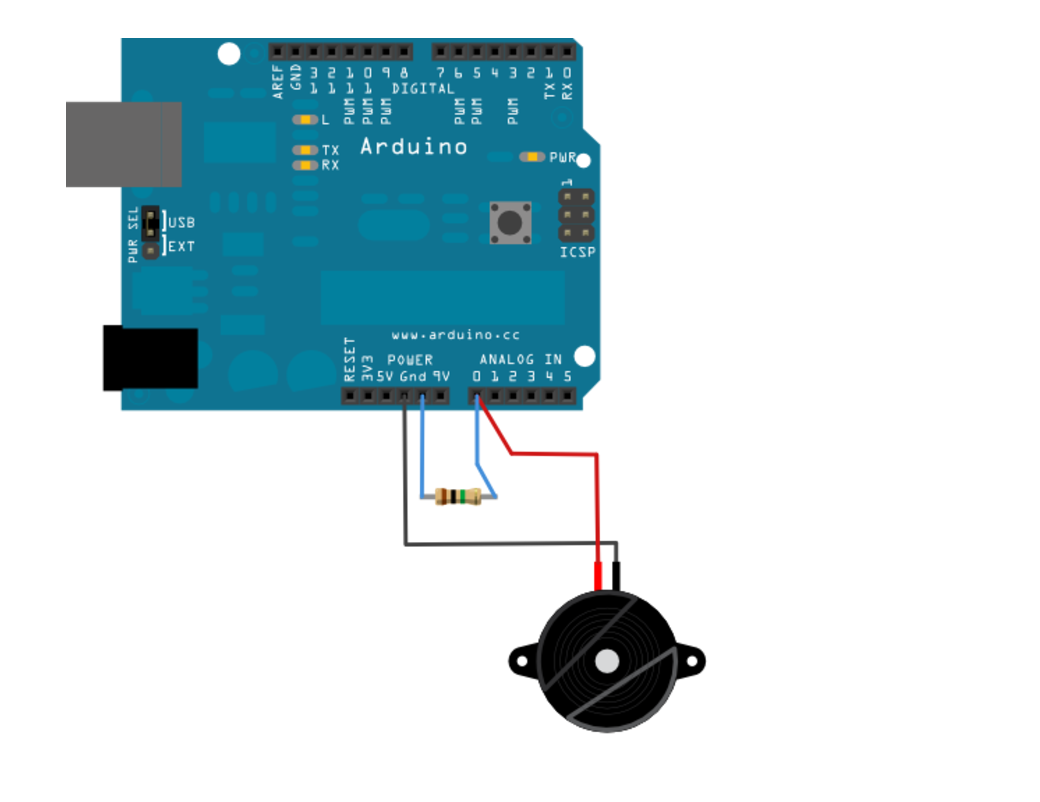 AREF GND 13 12 11 10 9 8 7 6 5 4 3 2 1 0
DIGITAL
PWM PWM PWM PWM PWM PWM TX RX
L
TX
RX
Arduino
PWR
1
ICSP
PWR SEL
USB
EXT
www.arduino.cc
POWER
ANALOG IN
RESET 3V3 5V Gnd 9V 0 1 2 3 4 5